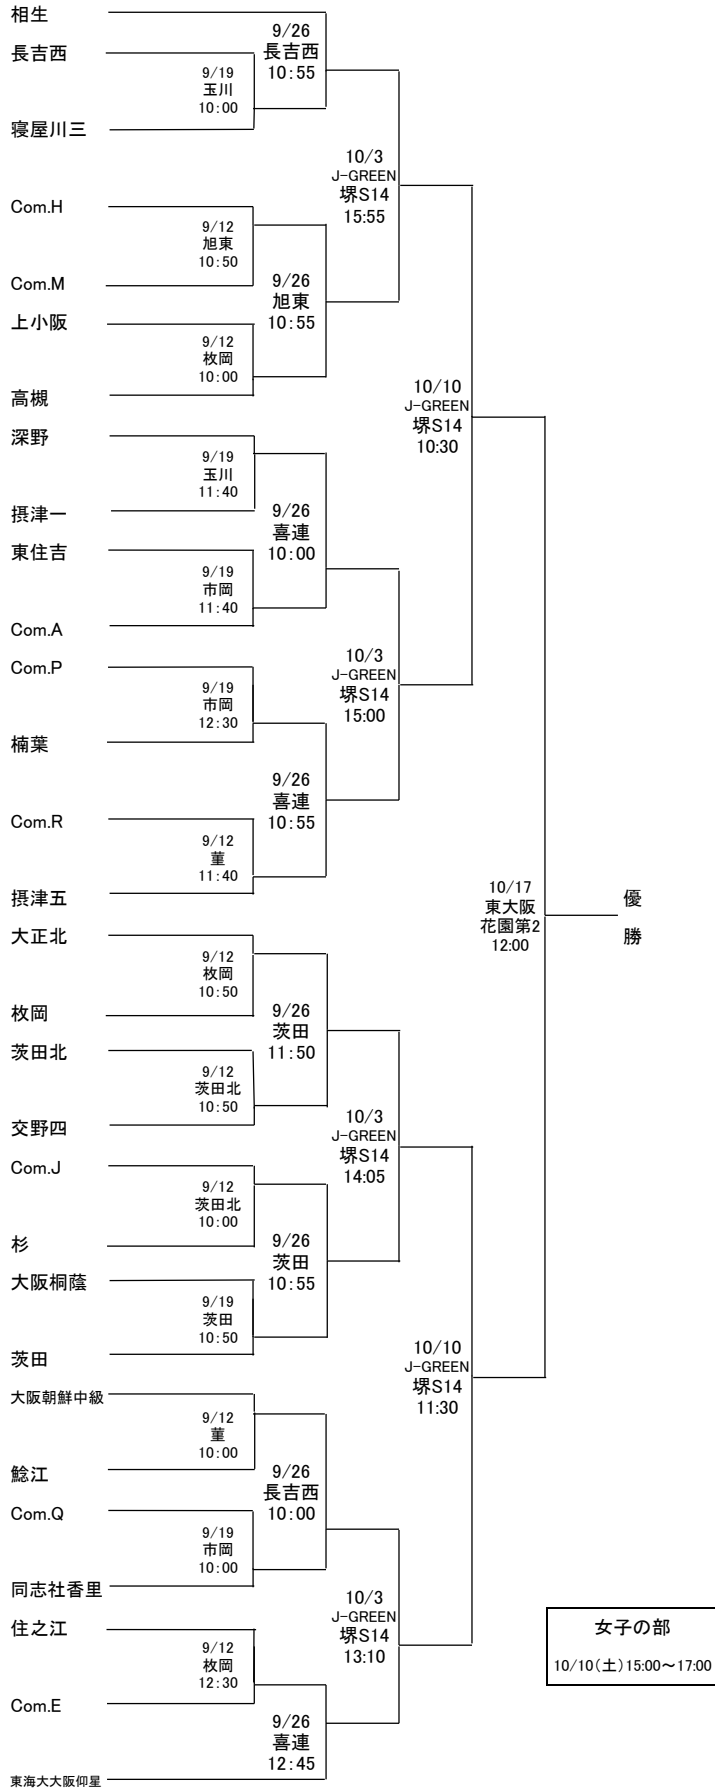 相生
9/26
長吉西
10:55
長吉西
9/19
玉川
10:00
寝屋川三
10/3
J-GREEN
堺S14
15:55
Com.H
9/12
旭東
10:50
Com.M
9/26
旭東
10:55
上小阪
9/12
枚岡
10:00
高槻
10/10
J-GREEN
堺S14
10:30
深野
9/19
玉川
11:40
摂津一
9/26
喜連
10:00
東住吉
9/19
市岡
11:40
Com.A
10/3
J-GREEN
堺S14
15:00
Com.P
9/19
市岡
12:30
楠葉
9/26
喜連
10:55
Com.R
9/12
菫
11:40
摂津五
10/17
東大阪
花園第2
12:00
優
勝
大正北
9/12
枚岡
10:50
枚岡
9/26
茨田
11:50
茨田北
9/12
茨田北
10:50
交野四
10/3
J-GREEN
堺S14
14:05
Com.J
9/12
茨田北
10:00
杉
9/26
茨田
10:55
大阪桐蔭
9/19
茨田
10:50
茨田
10/10
J-GREEN
堺S14
11:30
大阪朝鮮中級
9/12
菫
10:00
鯰江
9/26
長吉西
10:00
Com.Q
9/19
市岡
10:00
同志社香里
10/3
J-GREEN
堺S14
13:10
住之江
9/12
枚岡
12:30
Com.E
9/26
喜連
12:45
東海大大阪仰星
女子の部
10/10(土)15:00～17:00